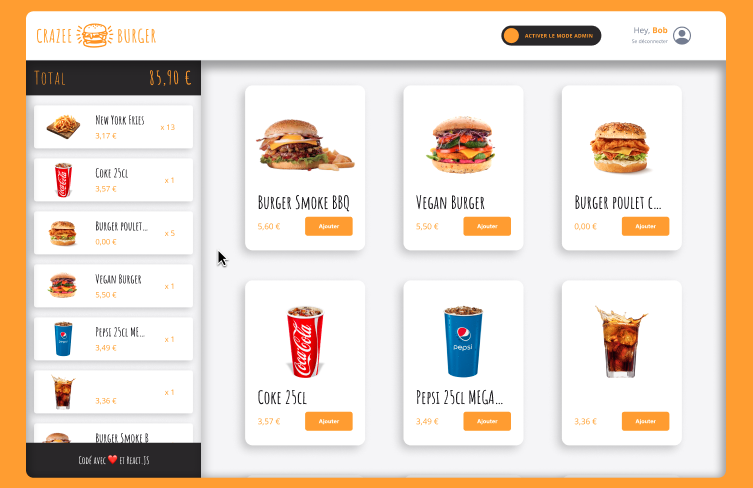 CRAZEE BURGER
ACTIVER LE MODE ADMIN
Hey, Bob
Se déconnecter
Total 85,90 €
New York Fries
3,17 €
x 13
Coke 25cl
3,57 €
x 1
Burger poulet...
0,00 €
x 5
Vegan Burger
5,50 €
x 1
Pepsi 25cl ME...
3,49 €
x 1
3,36 €
x 1
Burger Smoke B
Codé avec ❤️ et React.JS
Burger Smoke BBQ
5,60 €
Ajouter
Vegan Burger
5,50 €
Ajouter
Burger poulet c...
0,00 €
Ajouter
Coca-Cola
Coke 25cl
3,57 €
Ajouter
pepsi
Pepsi 25cl MEGA...
3,49 €
Ajouter
3,36 €
Ajouter